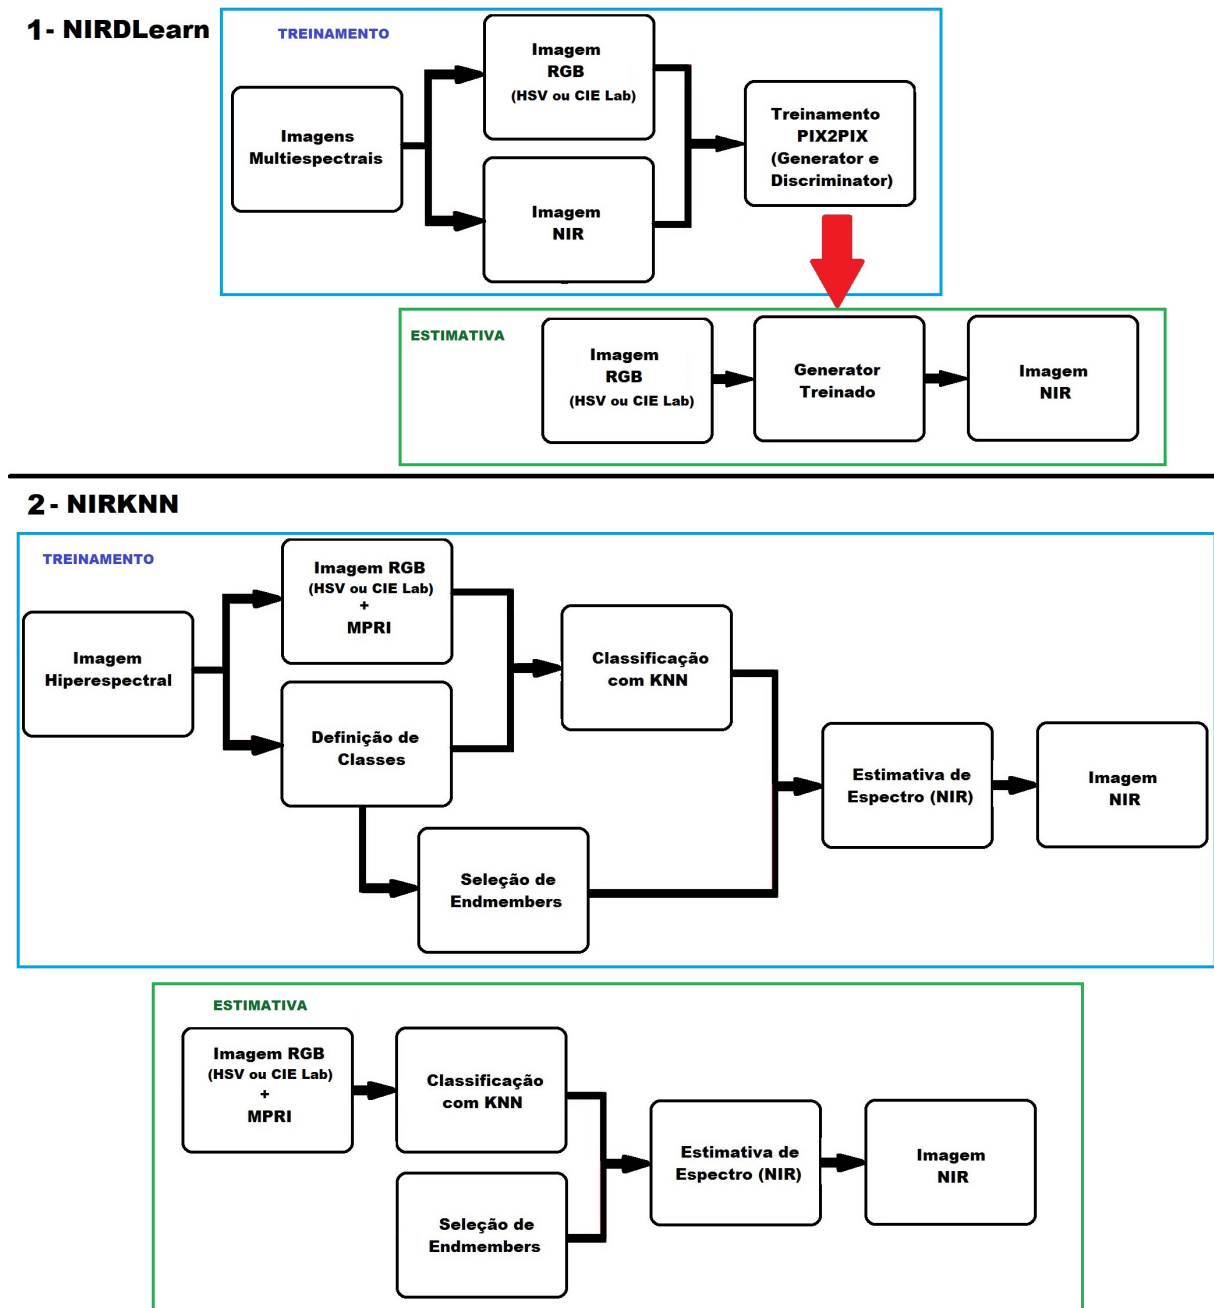 1- NIRDLearn
TREINAMENTO
Imagens
Multiespectrais
Imagem
RGB
(HSV ou CIE Lab)
Imagem
NIR
Treinamento
PIX2PIX
(Generator e
Discriminator)
ESTIMATIVA
Imagem
RGB
(HSV ou CIE Lab)
Generator
Treinado
Imagem
NIR
2- NIRKNN
TREINAMENTO
Imagem
Hiperespectral
Imagem RGB
(HSV ou CIE Lab)
+
MPRI
Definição de
Classes
Classificação
com KNN
Seleção de
Endmembers
Estimativa de
Espectro (NIR)
Imagem
NIR
ESTIMATIVA
Imagem RGB
(HSV ou CIE Lab)
+
MPRI
Classificação
com KNN
Seleção de
Endmembers
Estimativa de
Espectro (NIR)
Imagem
NIR